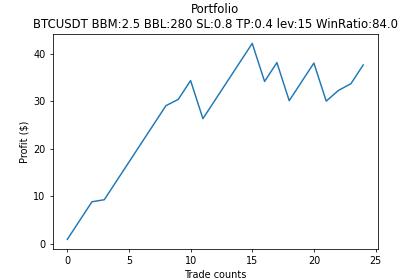 Portfolio
BTCUSDT BBM:2.5 BBL:280 SL:0.8 TP:0.4 lev:15 WinRatio:84.0
Profit ($)
40
30
20
10
0
0 5 10 15 20 25
Trade counts